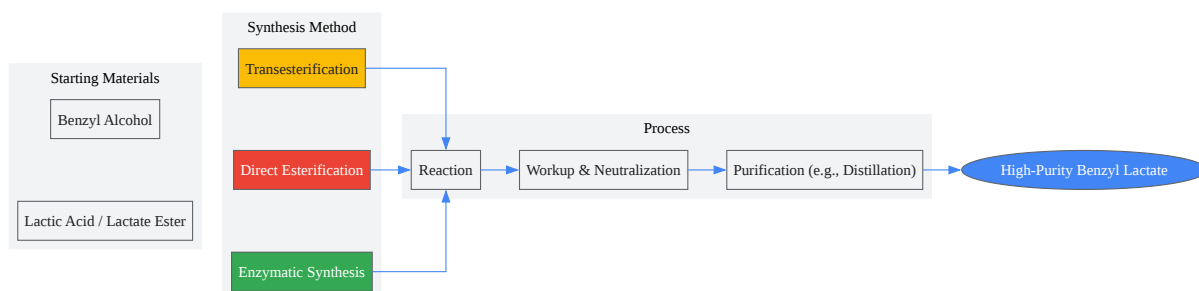 Starting Materials
Benzyl Alcohol
Lactic Acid / Lactate Ester
Synthesis Method
Transesterification
Direct Esterification
Enzymatic Synthesis
Process
Reaction
Workup & Neutralization
Purification (e.g., Distillation)
High-Purity Benzyl Lactate